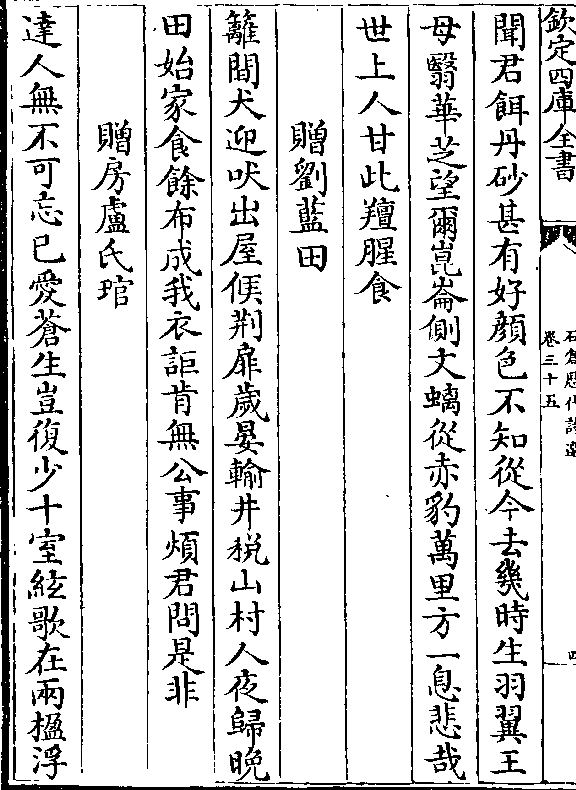 欽定四庫全書
石倉歷代詩選
卷三十五
四
聞君餌丹砂甚有好顏色不知從今去幾時生羽翼王
母翳華芝望爾崑崙側文螭從赤豹萬里方一息悲哉
世上人甘此羶腥食
贈劉藍田
籬間犬迎吠出屋候荆扉歲晏輸井稅山村人夜歸晚
田始家食餘布成我衣詎肯無公事煩君問是非
贈房盧氏琯
達人無不可忘已愛蒼生豈復少十室絃歌在兩楹浮